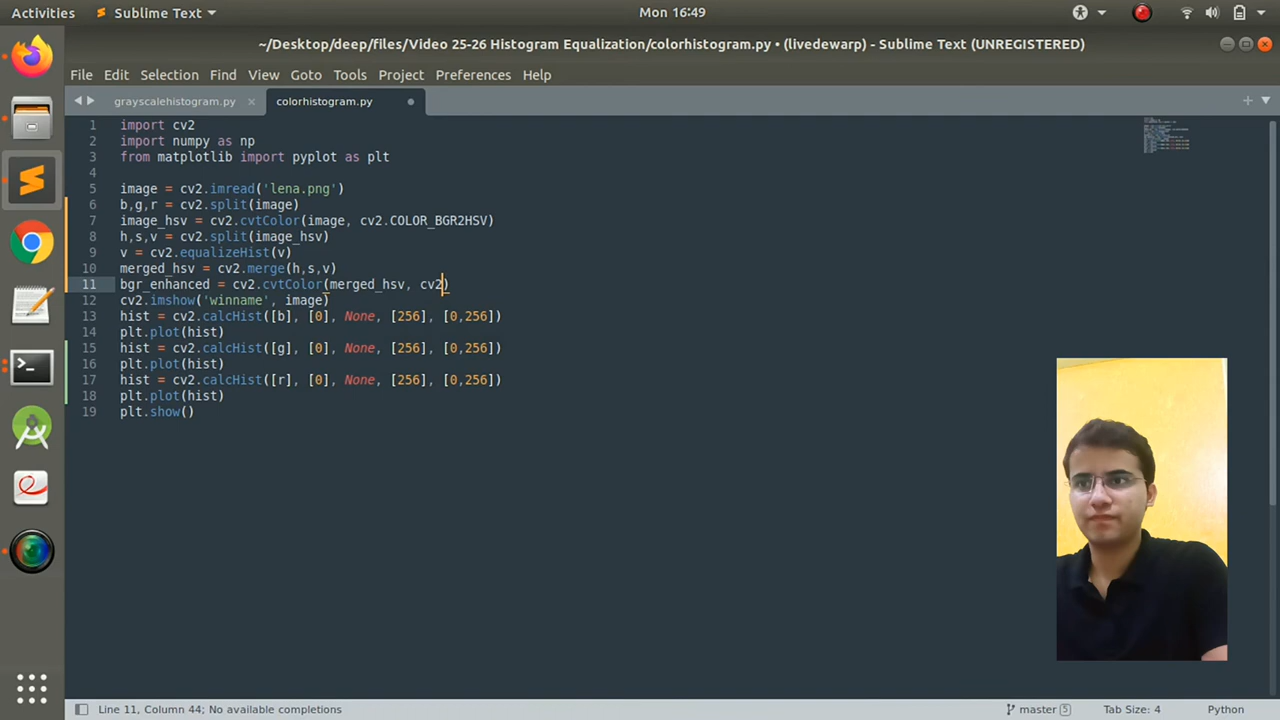 Activities Sublime Text Mon 16:49
~/Desktop/deep/files/Video 25-26 Histogram Equalization/colorhistogram.py • (livedewarp) - Sublime Text (UNREGISTERED)
File Edit Selection Find View Goto Tools Project Preferences Help
grayscalehistogram.py colorhistogram.py
1 import cv2
2 import numpy as np
3 from matplotlib import pyplot as plt
4
5 image = cv2.imread('lena.png')
6 b,g,r = cv2.split(image)
7 image_hsv = cv2.cvtColor(image, cv2.COLOR_BGR2HSV)
8 h,s,v = cv2.split(image_hsv)
9 v = cv2.equalizeHist(v)
10 merged_hsv = cv2.merge(h,s,v)
11 bgr_enhanced = cv2.cvtColor(merged_hsv, cv2)
12 cv2.imshow('winname', image)
13 hist = cv2.calcHist([b], [0], None, [256], [0,256])
14 plt.plot(hist)
15 hist = cv2.calcHist([g], [0], None, [256], [0,256])
16 plt.plot(hist)
17 hist = cv2.calcHist([r], [0], None, [256], [0,256])
18 plt.plot(hist)
19 plt.show()
Line 11, Column 44; No available completions master 5 Tab Size: 4 Python